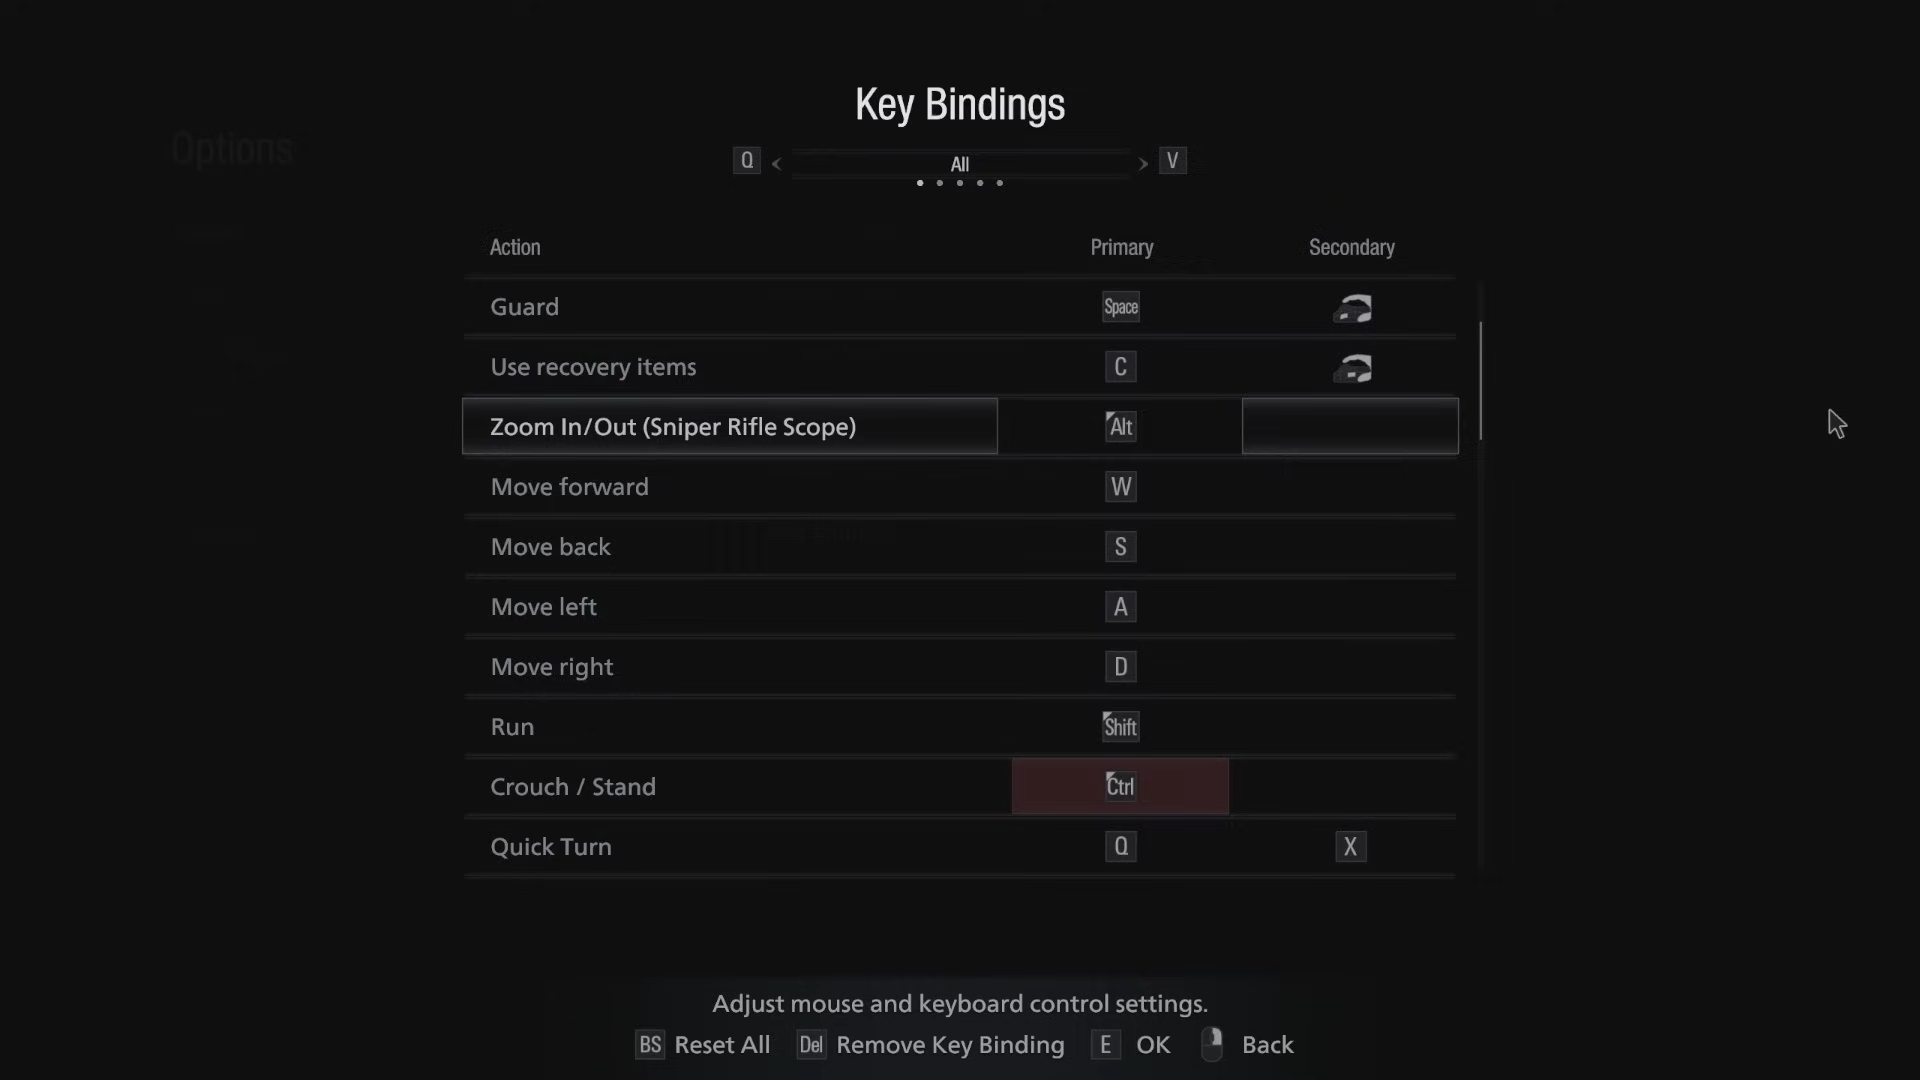 Key Bindings
Options
Q < All > V
Action Primary Secondary
Guard Space
Use recovery items C
Zoom In/Out (Sniper Rifle Scope) Alt
Move forward W
Move back S
Move left A
Move right D
Run Shift
Crouch / Stand Ctrl
Quick Turn Q X
Adjust mouse and keyboard control settings.
BS Reset All Del Remove Key Binding E OK Back